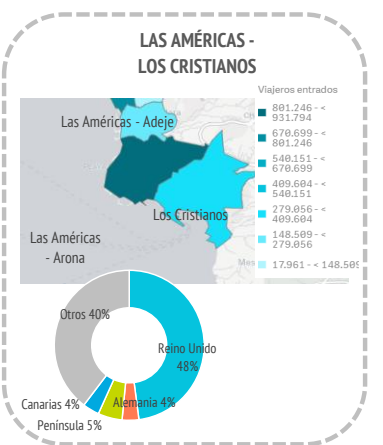 LAS AMÉRICAS -
LOS CRISTIANOS
Viajeros entrados
801.246 - <
931.794
670.699 - <
801.246
540.151 - <
670.699
409.604 - <
540.151
279.056 - <
409.604
148.509 - <
279.056
17.961 - < 148.509
Las Américas - Adeje
Los Cristianos
Las Américas
- Arona
Otros 40%
Reino Unido
48%
Canarias 4%
Alemania 4%
Península 5%